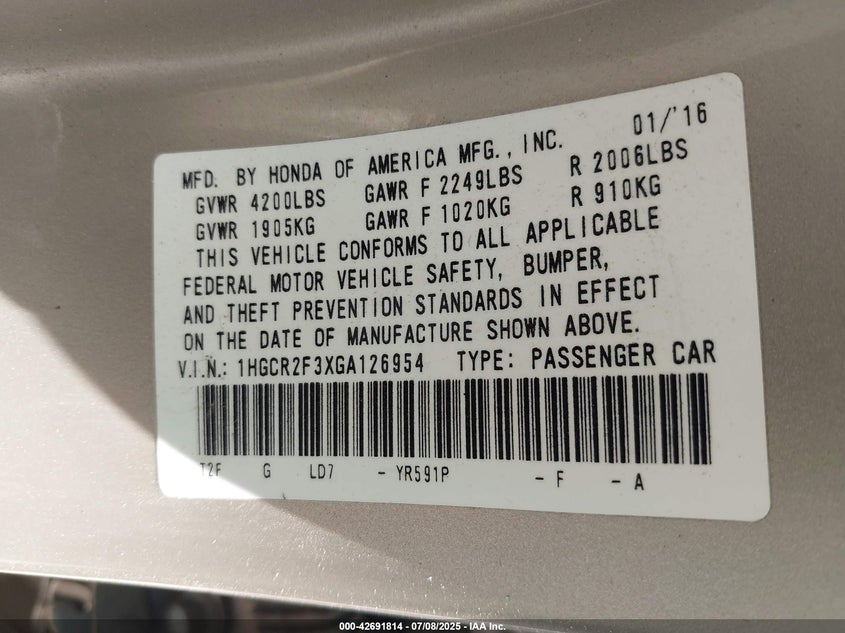 MFD. BY HONDA OF AMERICA MFG., INC. 01/'16
GVWR 4200LBS GAWR F 2249LBS R 2006LBS
GVWR 1905KG GAWR F 1020KG R 910KG
THIS VEHICLE CONFORMS TO ALL APPLICABLE
FEDERAL MOTOR VEHICLE SAFETY, BUMPER,
AND THEFT PREVENTION STANDARDS IN EFFECT
ON THE DATE OF MANUFACTURE SHOWN ABOVE.
V.I.N.: 1HGCR2F3XGA126954 TYPE: PASSENGER CAR
T2F G LD7 - YR591P - F - A
000-42691814 - 07/08/2025 - IAA Inc.